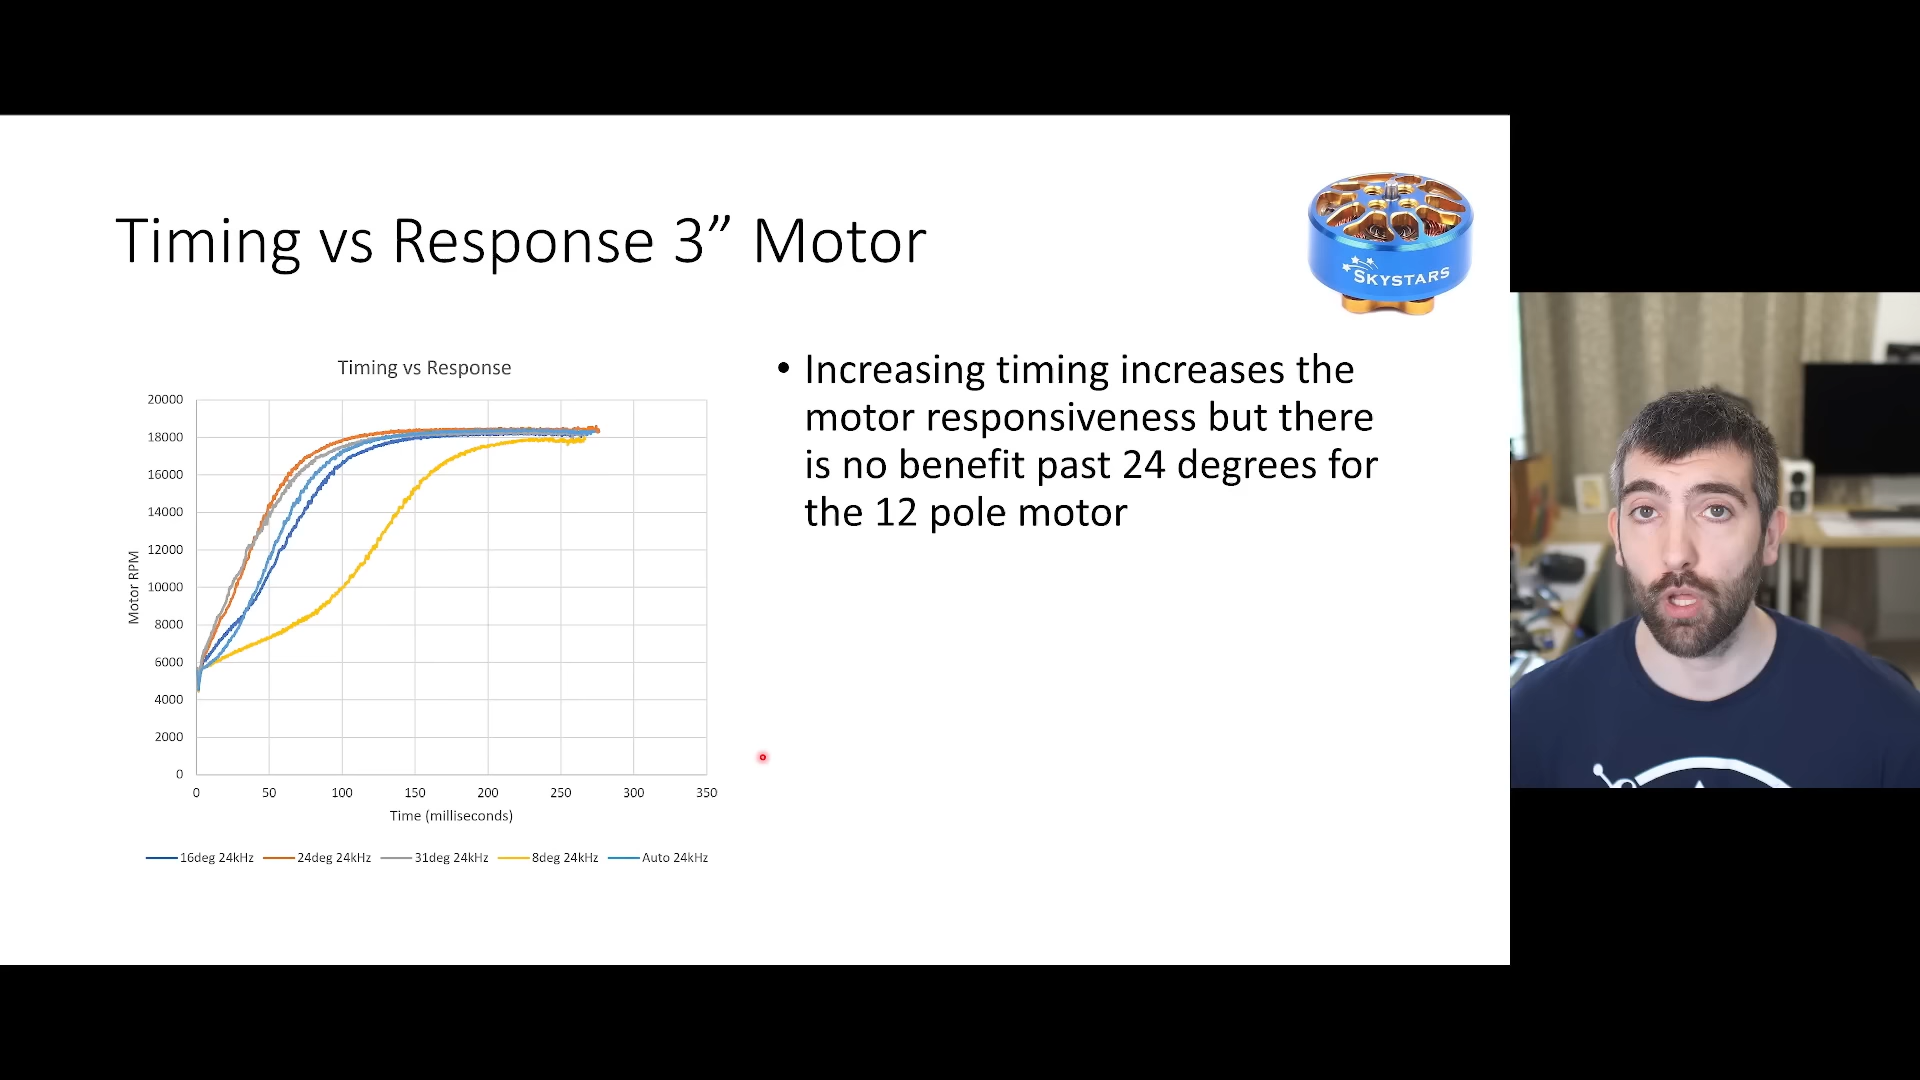 Timing vs Response 3” Motor
SKYSTARS
Timing vs Response
20000
18000
16000
14000
12000
10000
8000
6000
4000
2000
0
Motor RPM
0 50 100 150 200 250 300 350
Time (milliseconds)
16deg 24kHz 24deg 24kHz 31deg 24kHz 8deg 24kHz Auto 24kHz
• Increasing timing increases the
motor responsiveness but there
is no benefit past 24 degrees for
the 12 pole motor